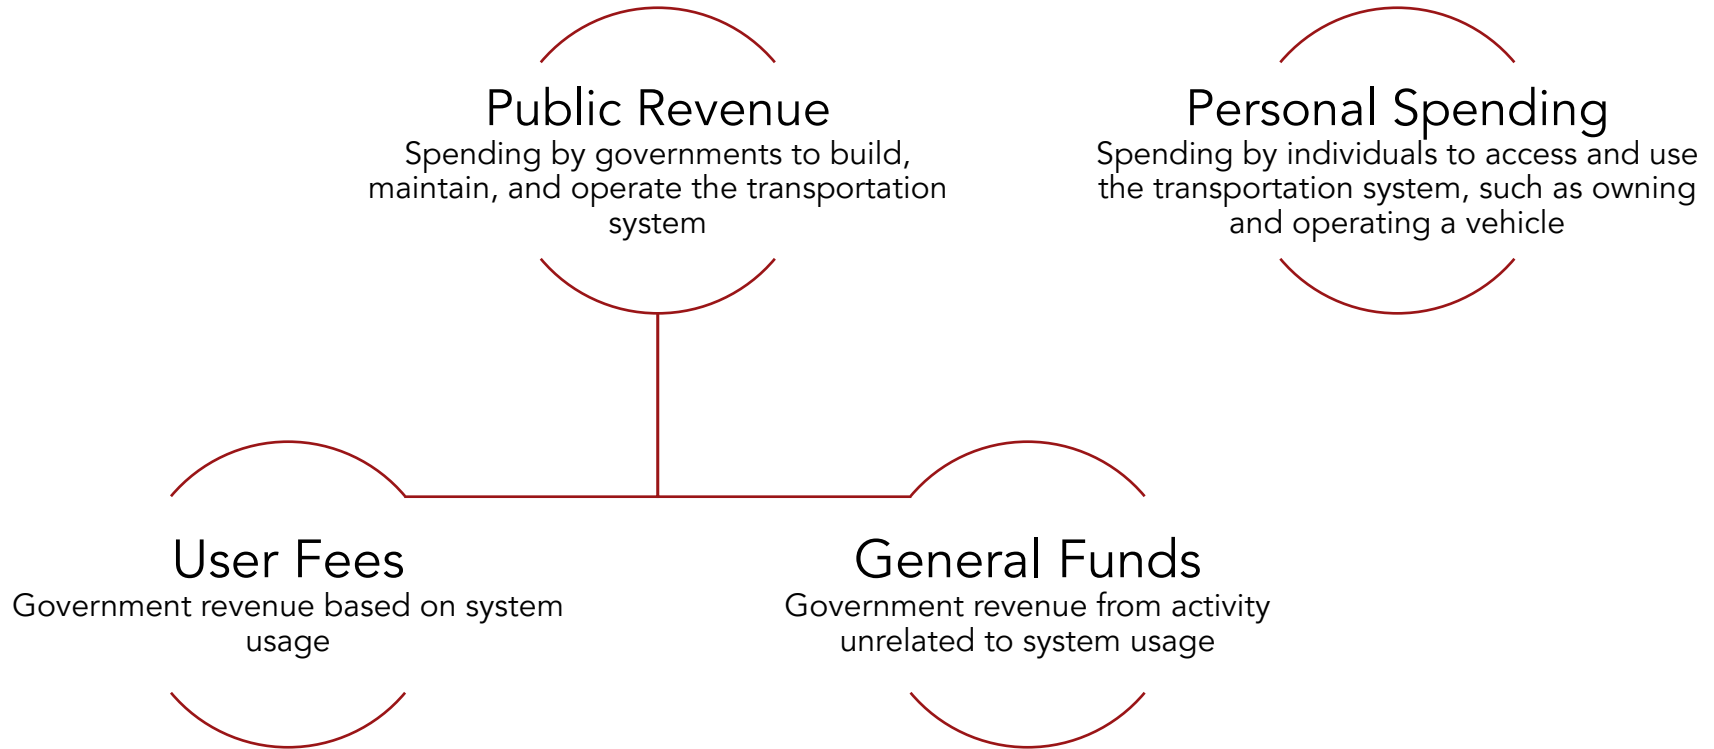 Public Revenue
Spending by governments to build,
maintain, and operate the transportation
system
Personal Spending
Spending by individuals to access and use
the transportation system, such as owning
and operating a vehicle
User Fees
Government revenue based on system
usage
General Funds
Government revenue from activity
unrelated to system usage